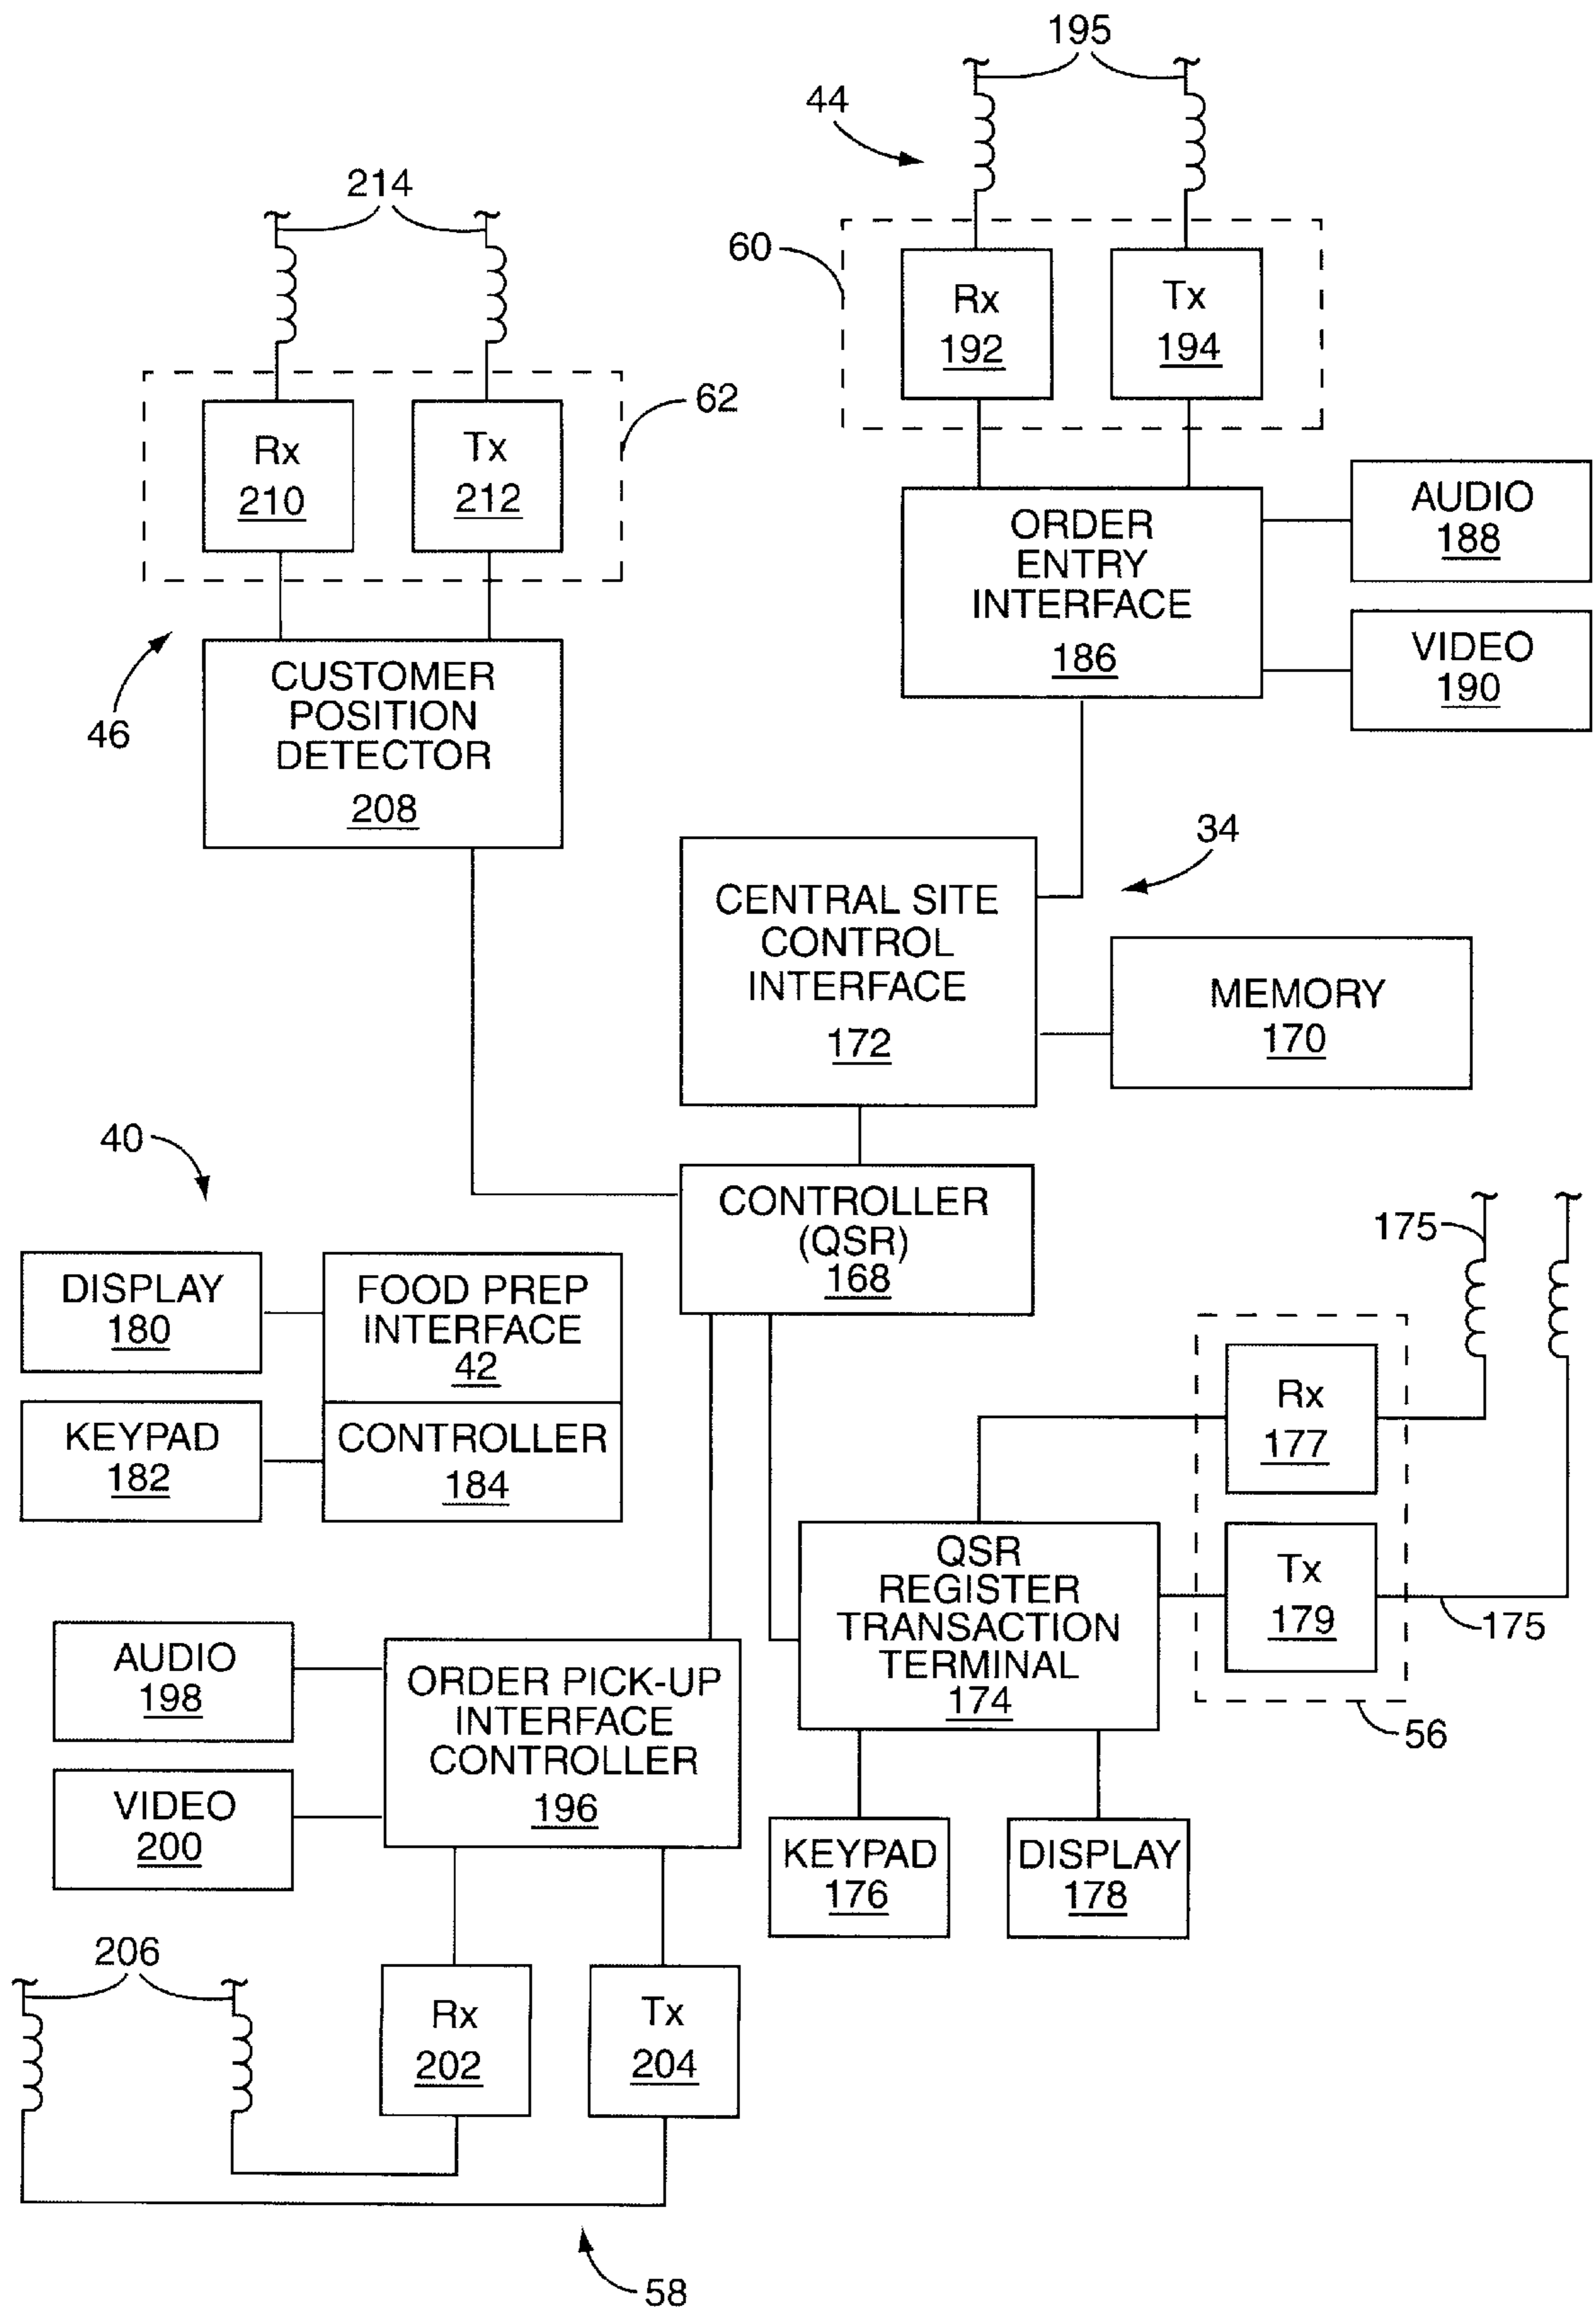 195
44
214
60
Rx
192
Tx
194
62
Rx
210
Tx
212
ORDER
ENTRY
INTERFACE
186
AUDIO
188
VIDEO
190
46
CUSTOMER
POSITION
DETECTOR
208
34
CENTRAL SITE
CONTROL
INTERFACE
172
MEMORY
170
40
CONTROLLER
(QSR)
168
175
DISPLAY
180
FOOD PREP
INTERFACE
42
KEYPAD
182
CONTROLLER
184
Rx
177
Tx
179
175
56
QSR
REGISTER
TRANSACTION
TERMINAL
174
AUDIO
198
VIDEO
200
ORDER PICK-UP
INTERFACE
CONTROLLER
196
KEYPAD
176
DISPLAY
178
206
Rx
202
Tx
204
58